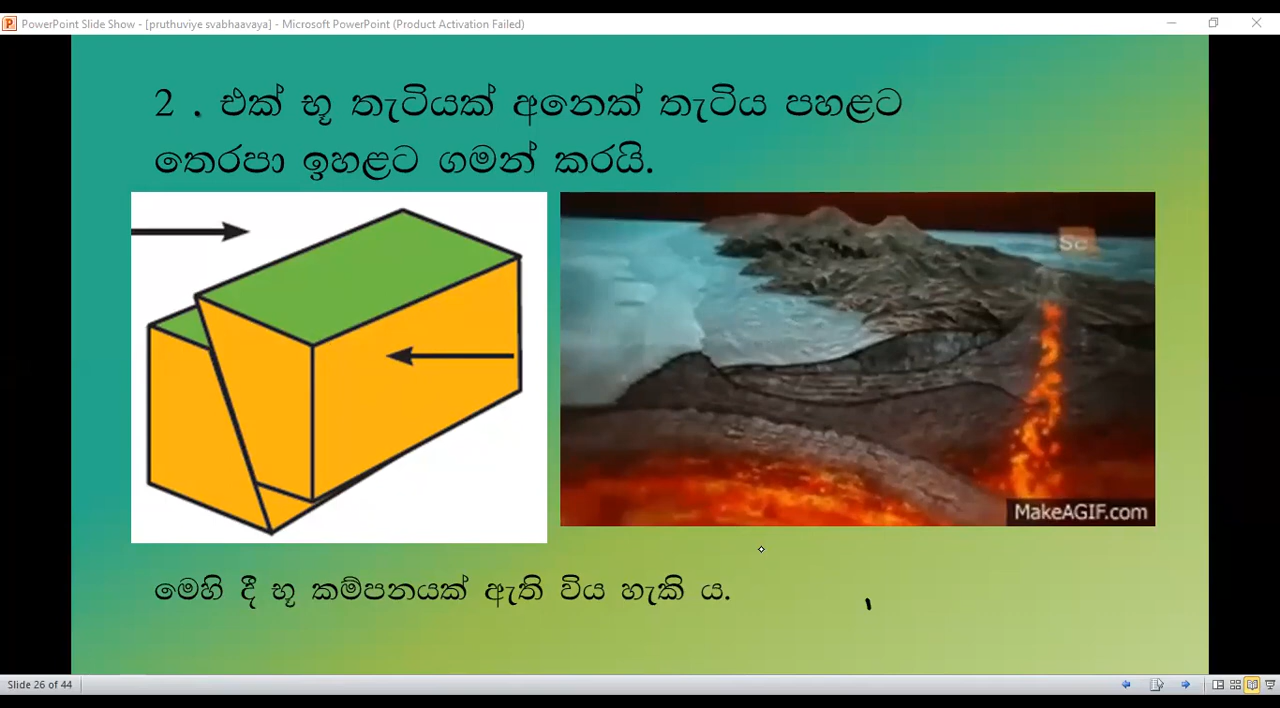 PowerPoint Slide Show - [pruthuviye svabhaavaya] - Microsoft PowerPoint (Product Activation Failed)
2 . එක් භූ තැටියක් අනෙක් තැටිය පහළට
තෙරපා ඉහළට ගමන් කරයි.
Sc
MakeAGIF.com
මෙහි දී භූ කම්පනයක් ඇති විය හැකි ය.
Slide 26 of 44